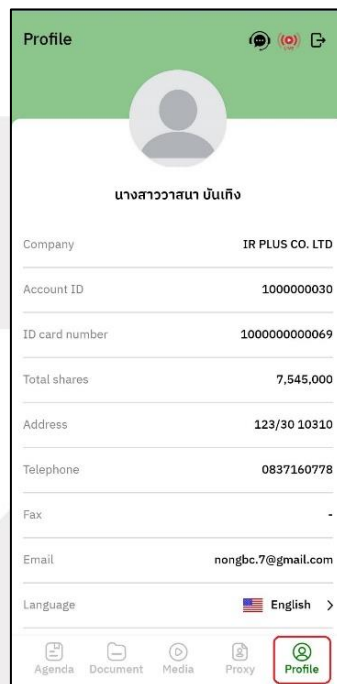 Profile
LIVE
นางสาววาสนา บันเทิง
Company IR PLUS CO. LTD
Account ID 1000000030
ID card number 1000000000069
Total shares 7,545,000
Address 123/30 10310
Telephone 0837160778
Fax -
Email nongbc.7@gmail.com
Language English >
Agenda Document Media Proxy Profile